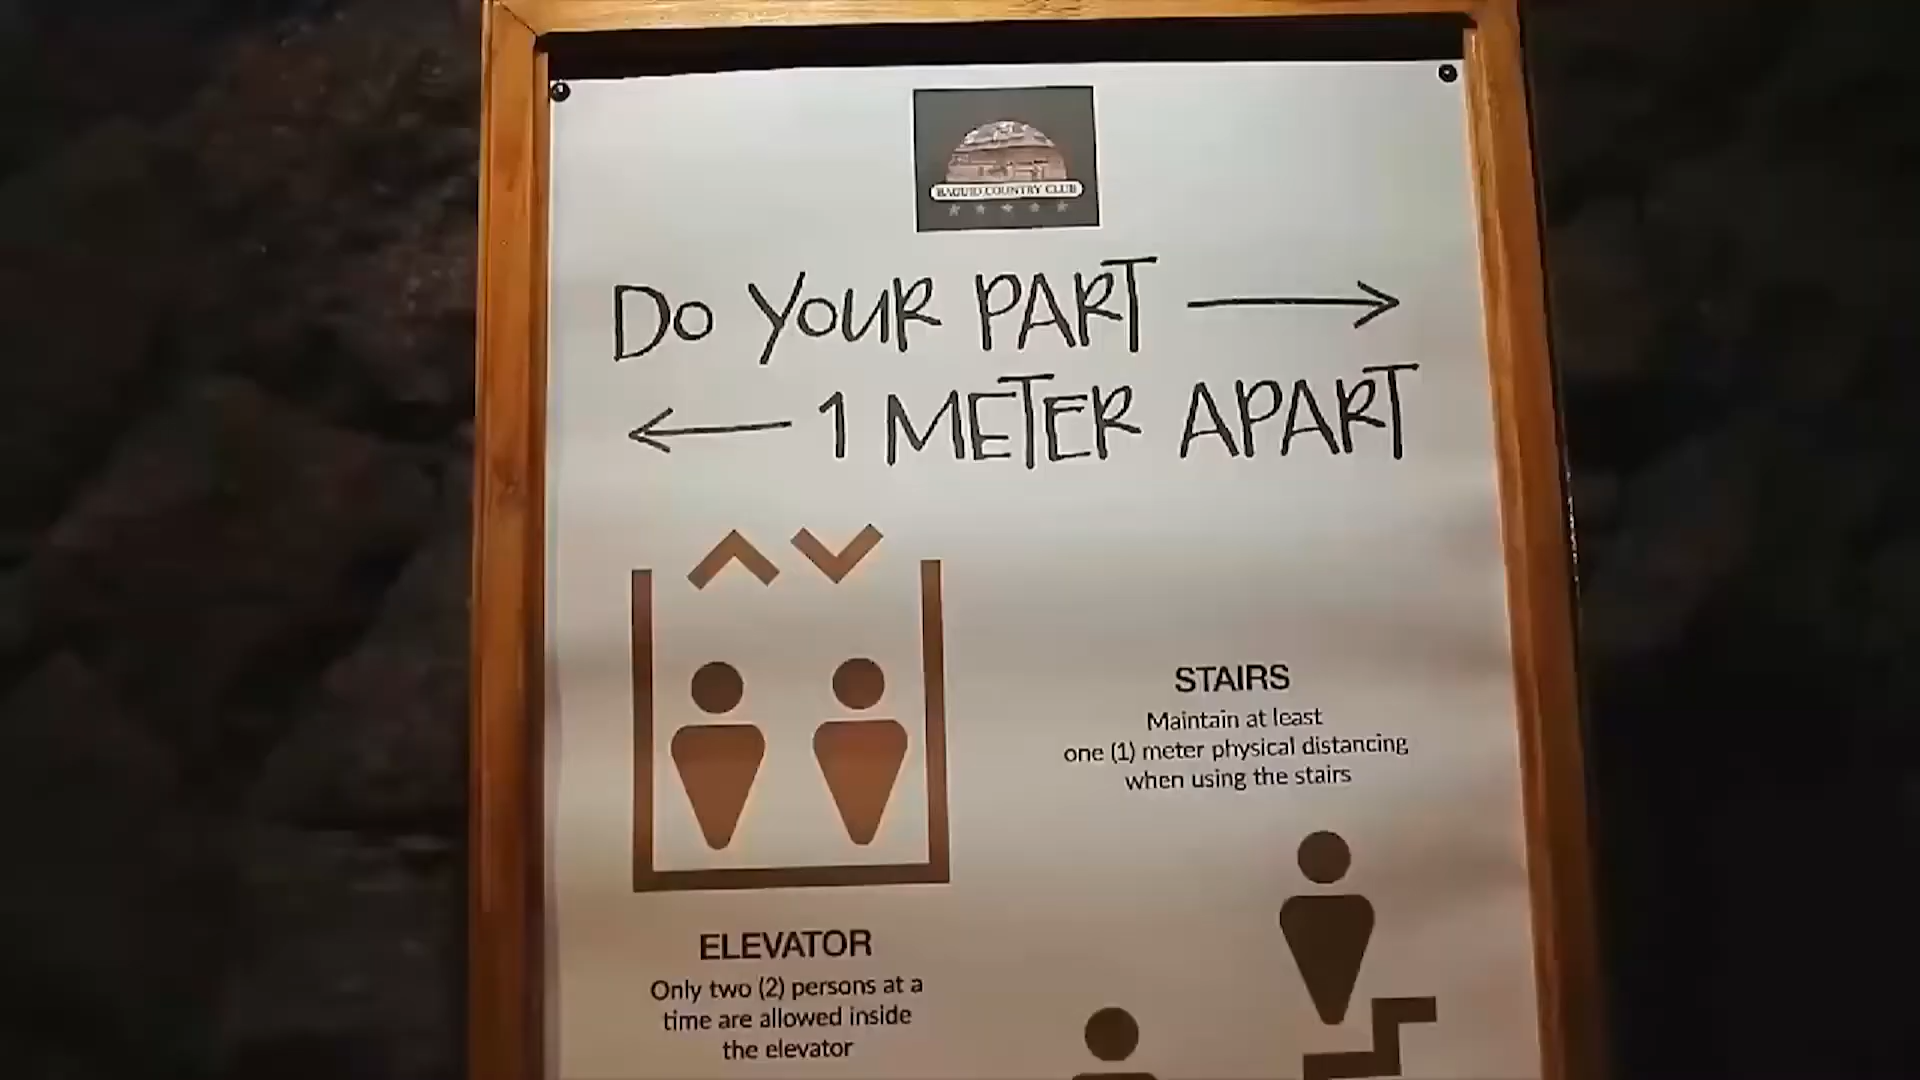 BAGUIO COUNTRY CLUB
DO YOUR PART
1 METER APART
STAIRS
Maintain at least
one (1) meter physical distancing
when using the stairs
ELEVATOR
Only two (2) persons at a
time are allowed inside
the elevator